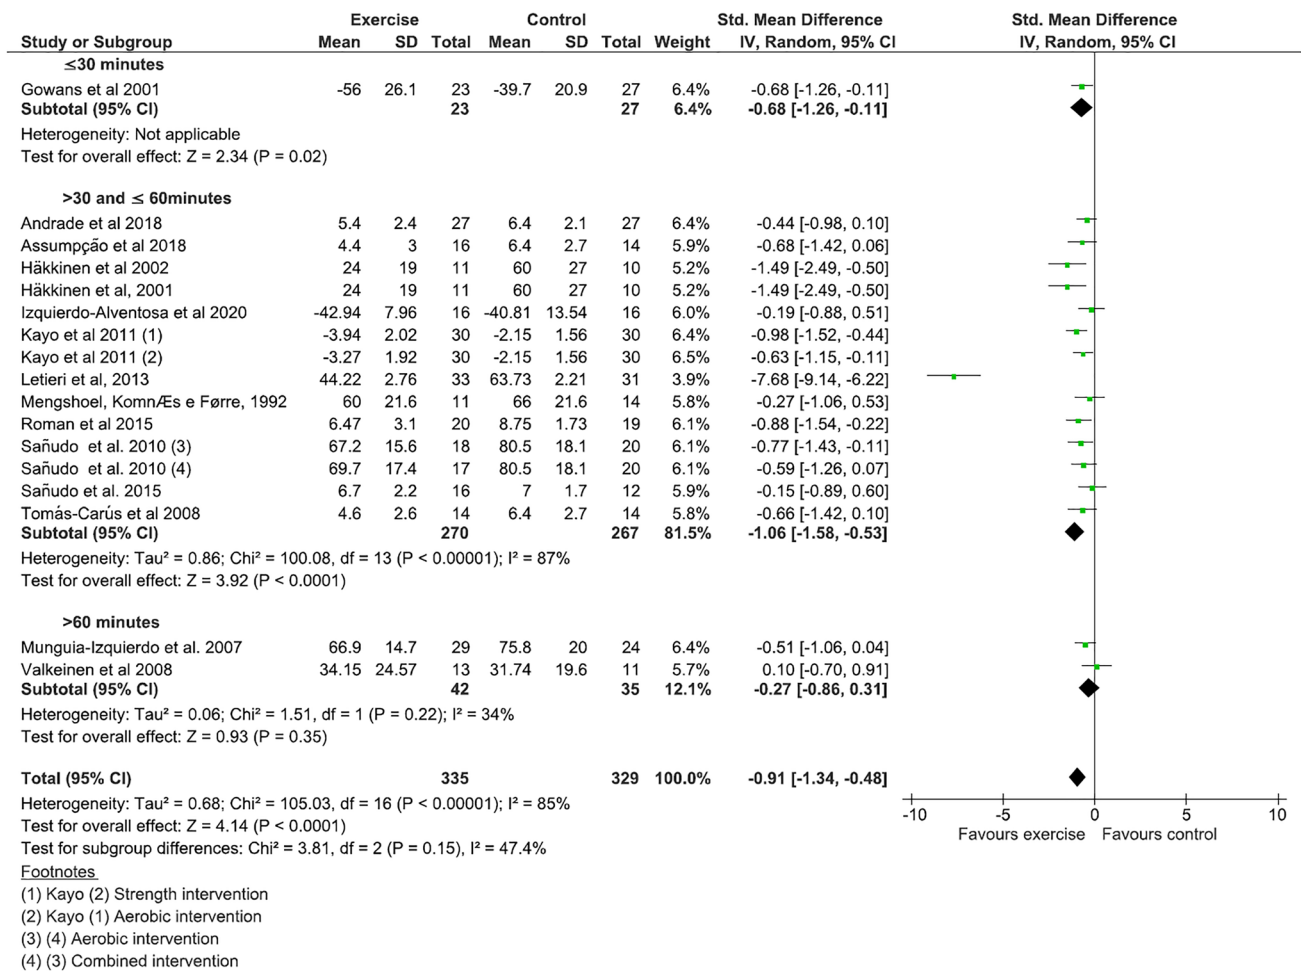 Exercise Control Std. Mean Difference Std. Mean Difference
Study or Subgroup Mean SD Total Mean SD Total Weight IV, Random, 95% CI IV, Random, 95% CI
≤30 minutes
Gowans et al 2001 -56 26.1 23 -39.7 20.9 27 6.4% -0.68 [-1.26, -0.11]
Subtotal (95% CI) 23 27 6.4% -0.68 [-1.26, -0.11]
Heterogeneity: Not applicable
Test for overall effect: Z = 2.34 (P = 0.02)
>30 and ≤ 60minutes
Andrade et al 2018 5.4 2.4 27 6.4 2.1 27 6.4% -0.44 [-0.98, 0.10]
Assumpção et al 2018 4.4 3 16 6.4 2.7 14 5.9% -0.68 [-1.42, 0.06]
Häkkinen et al 2002 24 19 11 60 27 10 5.2% -1.49 [-2.49, -0.50]
Häkkinen et al, 2001 24 19 11 60 27 10 5.2% -1.49 [-2.49, -0.50]
Izquierdo-Alventosa et al 2020 -42.94 7.96 16 -40.81 13.54 16 6.0% -0.19 [-0.88, 0.51]
Kayo et al 2011 (1) -3.94 2.02 30 -2.15 1.56 30 6.4% -0.98 [-1.52, -0.44]
Kayo et al 2011 (2) -3.27 1.92 30 -2.15 1.56 30 6.5% -0.63 [-1.15, -0.11]
Letieri et al, 2013 44.22 2.76 33 63.73 2.21 31 3.9% -7.68 [-9.14, -6.22]
Mengshoel, KomnÆs e Førre, 1992 60 21.6 11 66 21.6 14 5.8% -0.27 [-1.06, 0.53]
Roman et al 2015 6.47 3.1 20 8.75 1.73 19 6.1% -0.88 [-1.54, -0.22]
Sañudo et al. 2010 (3) 67.2 15.6 18 80.5 18.1 20 6.1% -0.77 [-1.43, -0.11]
Sañudo et al. 2010 (4) 69.7 17.4 17 80.5 18.1 20 6.1% -0.59 [-1.26, 0.07]
Sañudo et al. 2015 6.7 2.2 16 7 1.7 12 5.9% -0.15 [-0.89, 0.60]
Tomás-Carús et al 2008 4.6 2.6 14 6.4 2.7 14 5.8% -0.66 [-1.42, 0.10]
Subtotal (95% CI) 270 267 81.5% -1.06 [-1.58, -0.53]
Heterogeneity: Tau² = 0.86; Chi² = 100.08, df = 13 (P < 0.00001); I² = 87%
Test for overall effect: Z = 3.92 (P < 0.0001)
>60 minutes
Munguia-Izquierdo et al. 2007 66.9 14.7 29 75.8 20 24 6.4% -0.51 [-1.06, 0.04]
Valkeinen et al 2008 34.15 24.57 13 31.74 19.6 11 5.7% 0.10 [-0.70, 0.91]
Subtotal (95% CI) 42 35 12.1% -0.27 [-0.86, 0.31]
Heterogeneity: Tau² = 0.06; Chi² = 1.51, df = 1 (P = 0.22); I² = 34%
Test for overall effect: Z = 0.93 (P = 0.35)
Total (95% CI) 335 329 100.0% -0.91 [-1.34, -0.48]
Heterogeneity: Tau² = 0.68; Chi² = 105.03, df = 16 (P < 0.00001); I² = 85%
Test for overall effect: Z = 4.14 (P < 0.0001)
Test for subgroup differences: Chi² = 3.81, df = 2 (P = 0.15), I² = 47.4%
-10 -5 0 5 10
Favours exercise Favours control
Footnotes
(1) Kayo (2) Strength intervention
(2) Kayo (1) Aerobic intervention
(3) (4) Aerobic intervention
(4) (3) Combined intervention